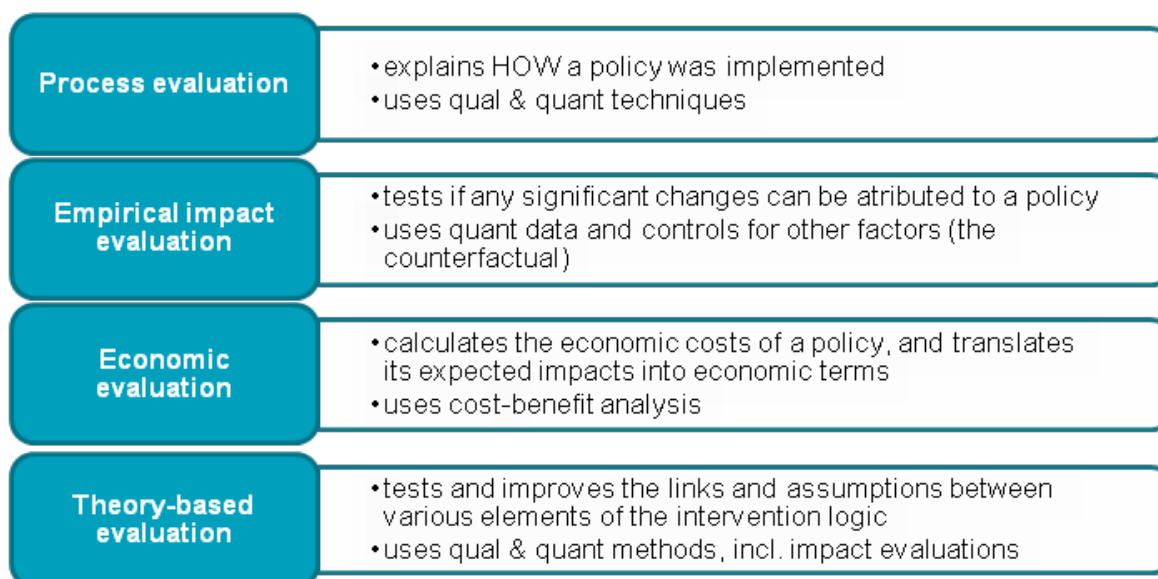 Process evaluation
•explains HOW a policy was implemented
•uses qual & quant techniques
Empirical impact
evaluation
•tests if any significant changes can be atributed to a policy
•uses quant data and controls for other factors (the
counterfactual)
Economic
evaluation
•calculates the economic costs of a policy, and translates
its expected impacts into economic terms
•uses cost-benefit analysis
Theory-based
evaluation
•tests and improves the links and assumptions between
various elements of the intervention logic
•uses qual & quant methods, incl. impact evaluations